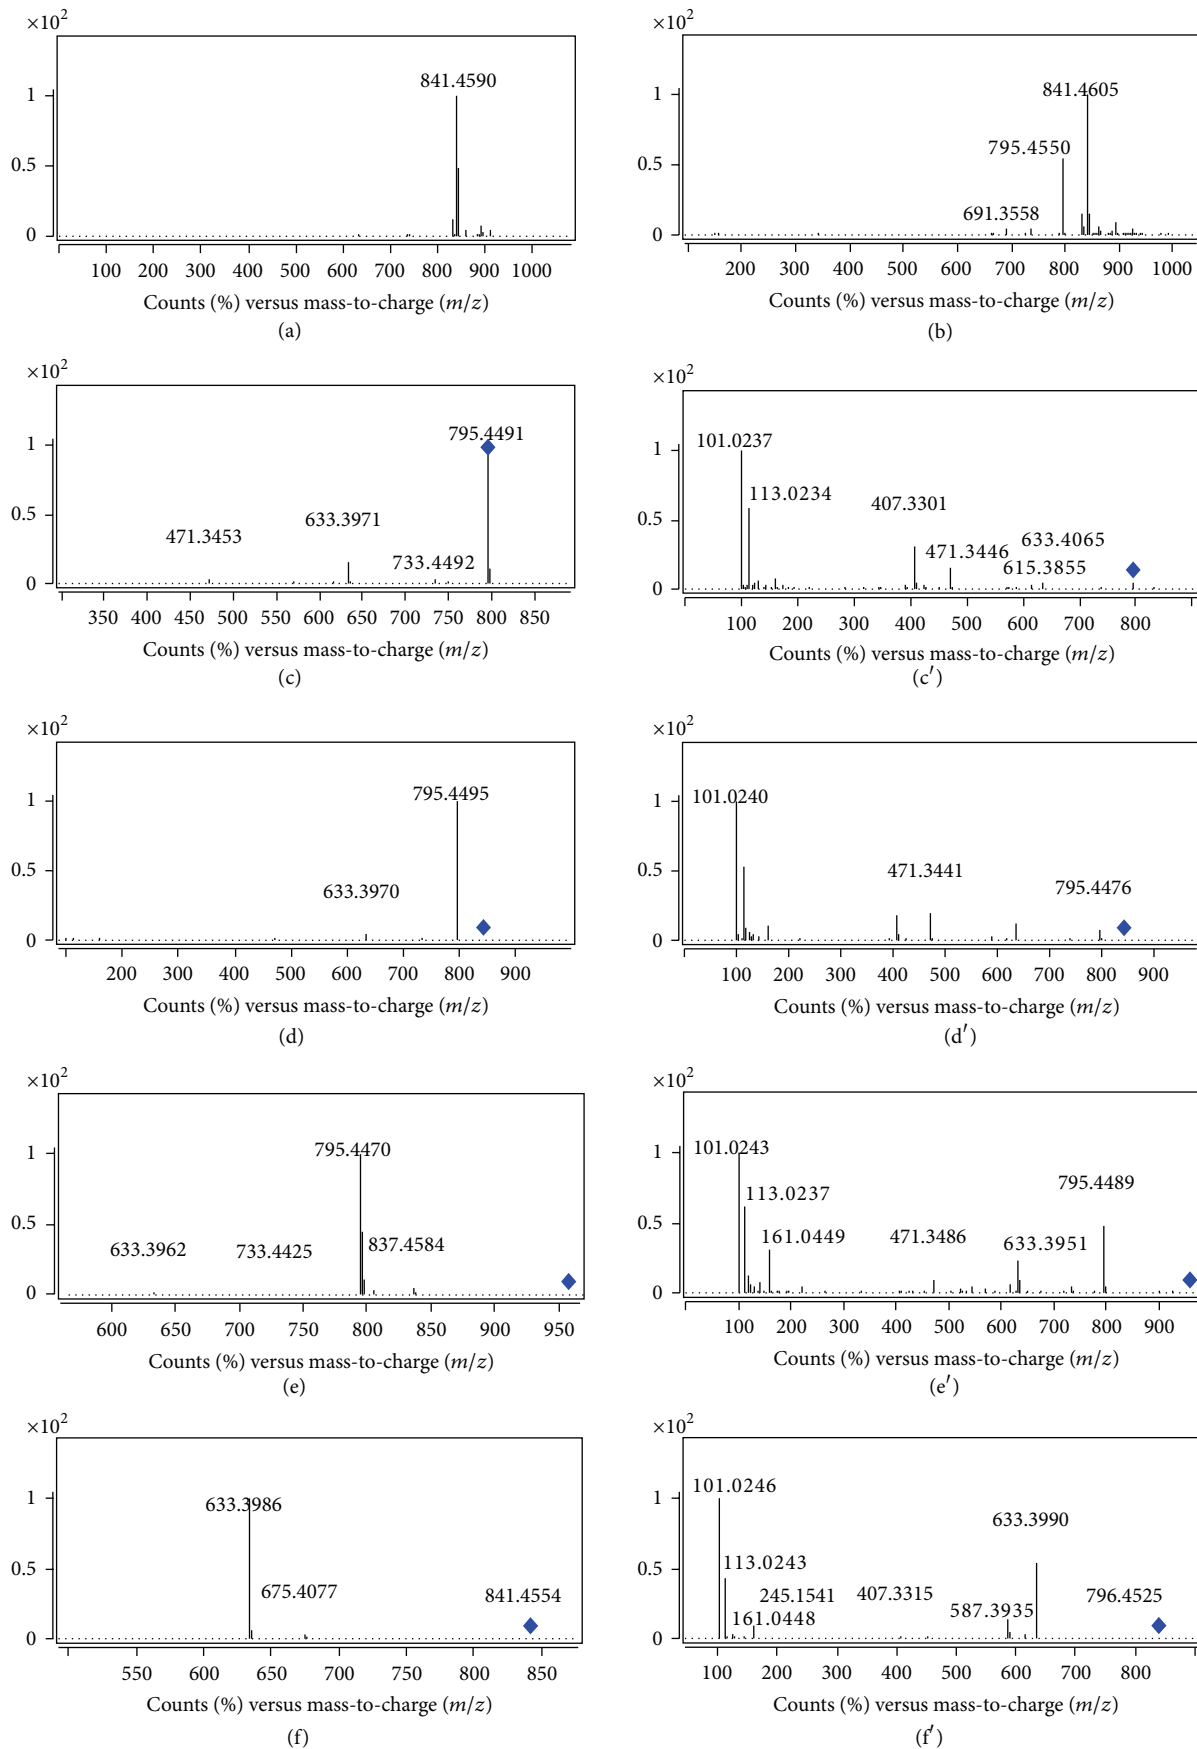 ×10²
1
0.5
0
841.4590
100 200 300 400 500 600 700 800 900 1000
Counts (%) versus mass-to-charge (m/z)
(a)
×10²
1
0.5
0
841.4605
795.4550
691.3558
200 300 400 500 600 700 800 900 1000
Counts (%) versus mass-to-charge (m/z)
(b)
×10²
1
0.5
0
795.4491
633.3971
471.3453
733.4492
350 400 450 500 550 600 650 700 750 800 850
Counts (%) versus mass-to-charge (m/z)
(c)
×10²
1
0.5
0
101.0237
113.0234
407.3301
633.4065
471.3446
615.3855
100 200 300 400 500 600 700 800
Counts (%) versus mass-to-charge (m/z)
(c′)
×10²
1
0.5
0
795.4495
633.3970
200 300 400 500 600 700 800 900
Counts (%) versus mass-to-charge (m/z)
(d)
×10²
1
0.5
0
101.0240
471.3441
795.4476
100 200 300 400 500 600 700 800 900
Counts (%) versus mass-to-charge (m/z)
(d′)
×10²
1
0.5
0
795.4470
633.3962
733.4425
837.4584
600 650 700 750 800 850 900 950
Counts (%) versus mass-to-charge (m/z)
(e)
×10²
1
0.5
0
101.0243
113.0237
795.4489
161.0449
471.3486
633.3951
100 200 300 400 500 600 700 800 900
Counts (%) versus mass-to-charge (m/z)
(e′)
×10²
1
0.5
0
633.3986
675.4077
841.4554
550 600 650 700 750 800 850
Counts (%) versus mass-to-charge (m/z)
(f)
×10²
1
0.5
0
101.0246
633.3990
113.0243
245.1541
407.3315
796.4525
161.0448
587.3935
100 200 300 400 500 600 700 800
Counts (%) versus mass-to-charge (m/z)
(f′)